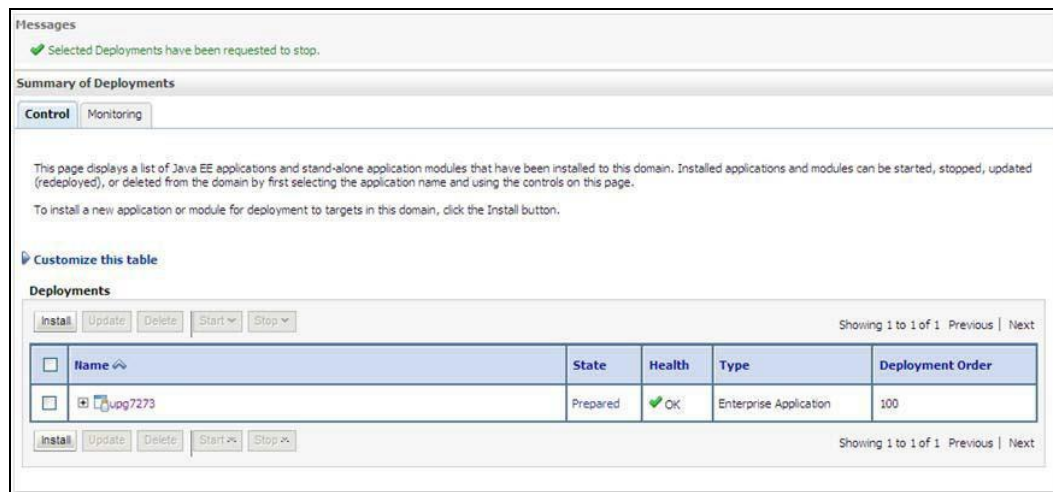 Messages
Selected Deployments have been requested to stop.
Summary of Deployments
Control Monitoring
This page displays a list of Java EE applications and stand-alone application modules that have been installed to this domain. Installed applications and modules can be started, stopped, updated
(redeployed), or deleted from the domain by first selecting the application name and using the controls on this page.
To install a new application or module for deployment to targets in this domain, click the Install button.
Customize this table
Deployments
Install Update Delete Start Stop Showing 1 to 1 of 1 Previous | Next
Name State Health Type Deployment Order
upg7273 Prepared OK Enterprise Application 100
Install Update Delete Start Stop Showing 1 to 1 of 1 Previous | Next